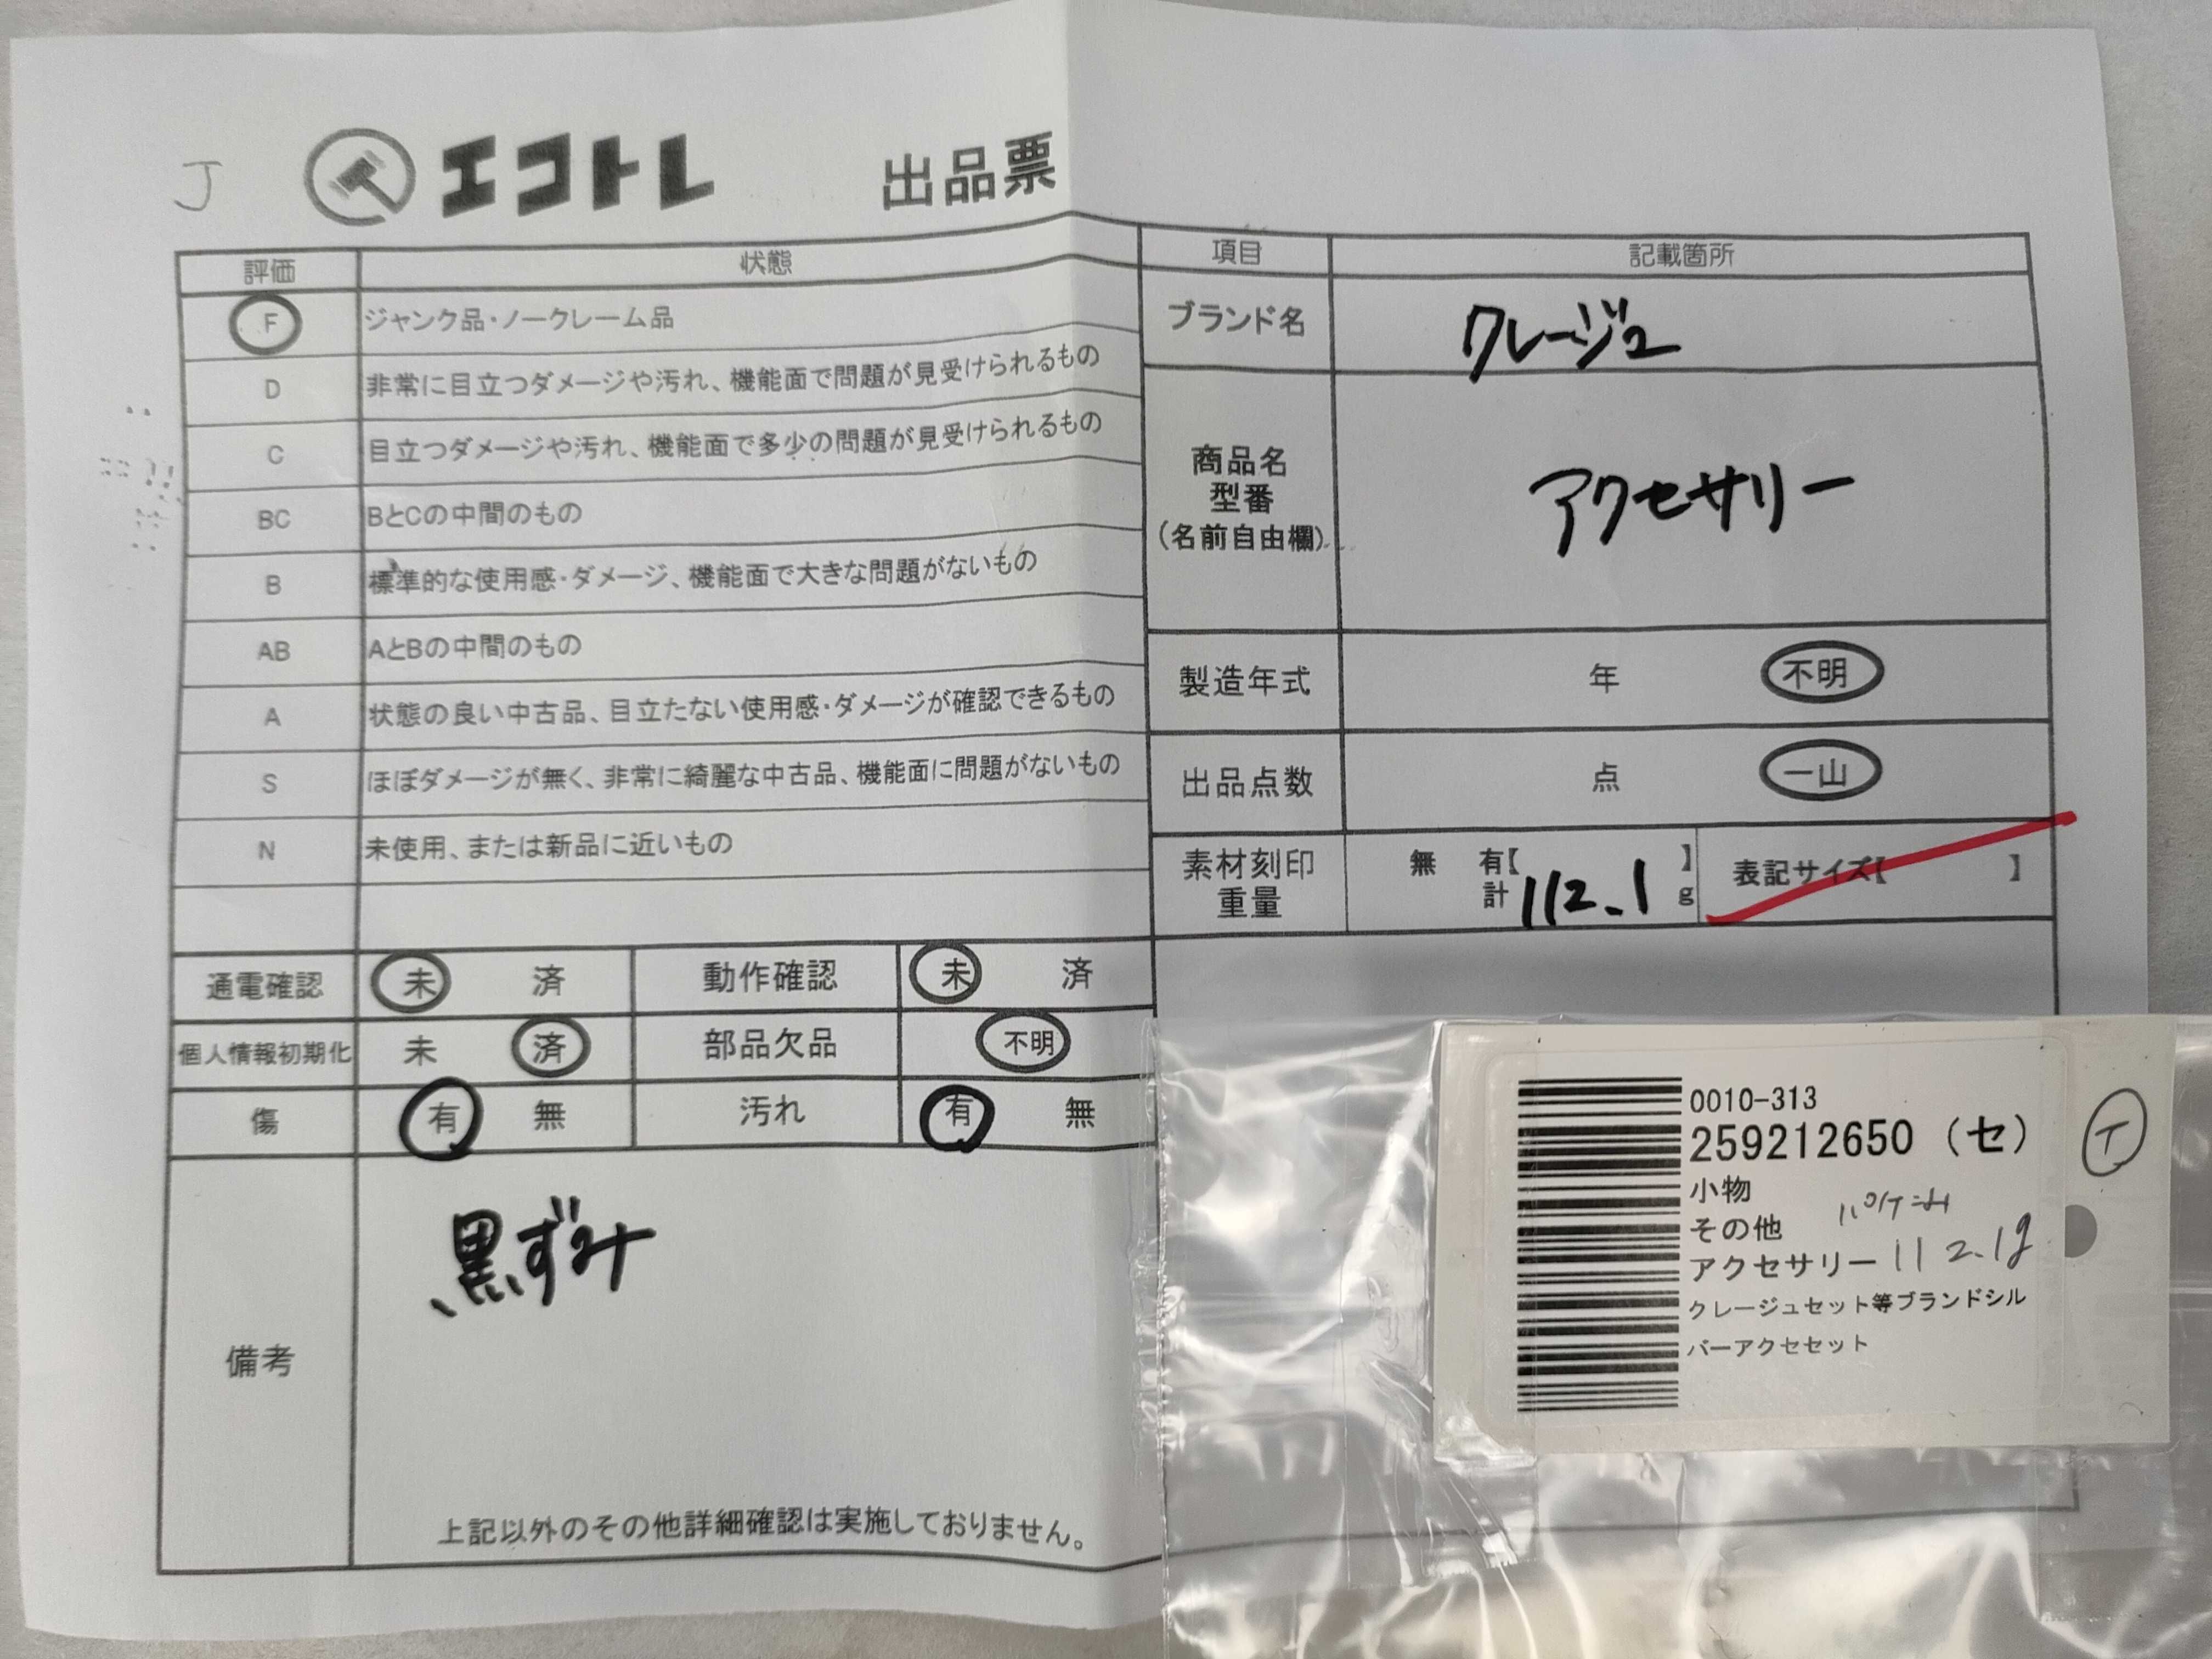 J
エコトレ 出品票
評価 状態
F ジャンク品・ノークレーム品
D 非常に目立つダメージや汚れ、機能面で問題が見受けられるもの
C 目立つダメージや汚れ、機能面で多少の問題が見受けられるもの
BC BとCの中間のもの
B 標準的な使用感・ダメージ、機能面で大きな問題がないもの
AB AとBの中間のもの
A 状態の良い中古品、目立たない使用感・ダメージが確認できるもの
S ほぼダメージが無く、非常に綺麗な中古品、機能面に問題がないもの
N 未使用、または新品に近いもの
通電確認 未 済 動作確認 未 済
個人情報初期化 未 済 部品欠品 不明
傷 有 無 汚れ 有 無
備考
黒ずみ
上記以外のその他詳細確認は実施しておりません。
項目 記載箇所
ブランド名 クレージュ
商品名
型番
(名前自由欄)
アクセサリー
製造年式 年 不明
出品点数 点 一山
素材刻印
重量
無 有【 】
計 112.1 g
表記サイズ【 】
0010-313
259212650 (セ)
小物
その他
アクセサリー 112.1g
クレージュセット等ブランドシル
バーアクセセット